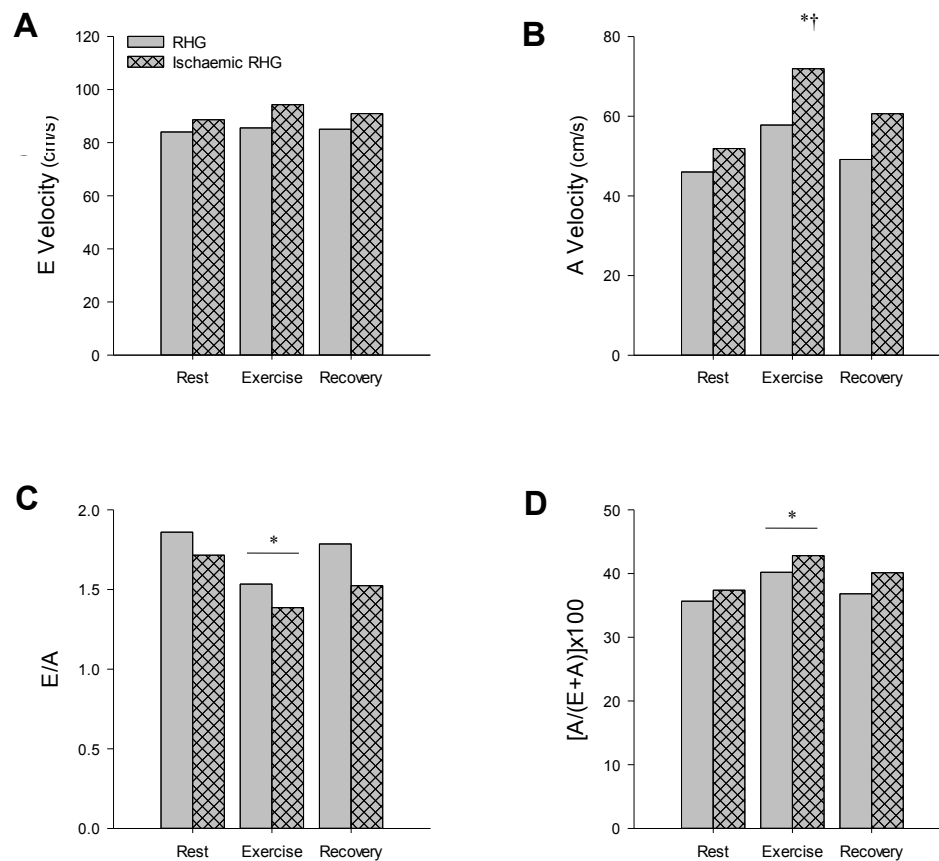 A
E Velocity (cm/s)
120
100
80
60
40
20
0
RHG
Ischaemic RHG
Rest Exercise Recovery
B
A Velocity (cm/s)
80
60
40
20
0
*†
Rest Exercise Recovery
C
E/A
2.0
1.5
1.0
0.5
0.0
*
Rest Exercise Recovery
D
[A/(E+A)]x100
50
40
30
20
10
0
*
Rest Exercise Recovery